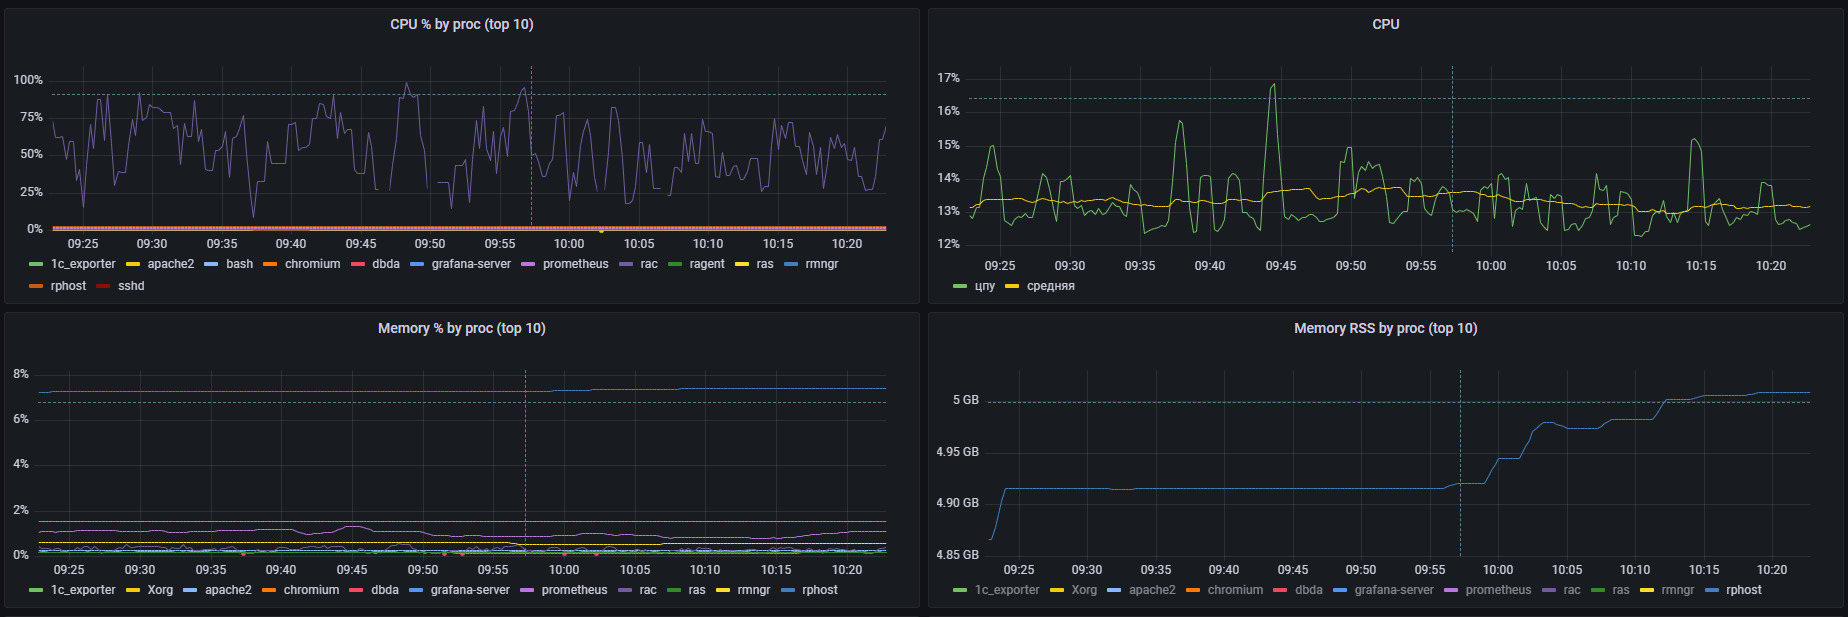 CPU % by proc (top 10)
100%
75%
50%
25%
0%
09:25 09:30 09:35 09:40 09:45 09:50 09:55 10:00 10:05 10:10 10:15 10:20
1c_exporter apache2 bash chromium dbda grafana-server prometheus rac ragent ras rmngr
rphost sshd
CPU
17%
16%
15%
14%
13%
12%
09:25 09:30 09:35 09:40 09:45 09:50 09:55 10:00 10:05 10:10 10:15 10:20
цпу средняя
Memory % by proc (top 10)
8%
6%
4%
2%
0%
09:25 09:30 09:35 09:40 09:45 09:50 09:55 10:00 10:05 10:10 10:15 10:20
1c_exporter Xorg apache2 chromium dbda grafana-server prometheus rac ras rmngr rphost
Memory RSS by proc (top 10)
5 GB
4.95 GB
4.90 GB
4.85 GB
09:25 09:30 09:35 09:40 09:45 09:50 09:55 10:00 10:05 10:10 10:15 10:20
1c_exporter Xorg apache2 chromium dbda grafana-server prometheus rac ras rmngr rphost